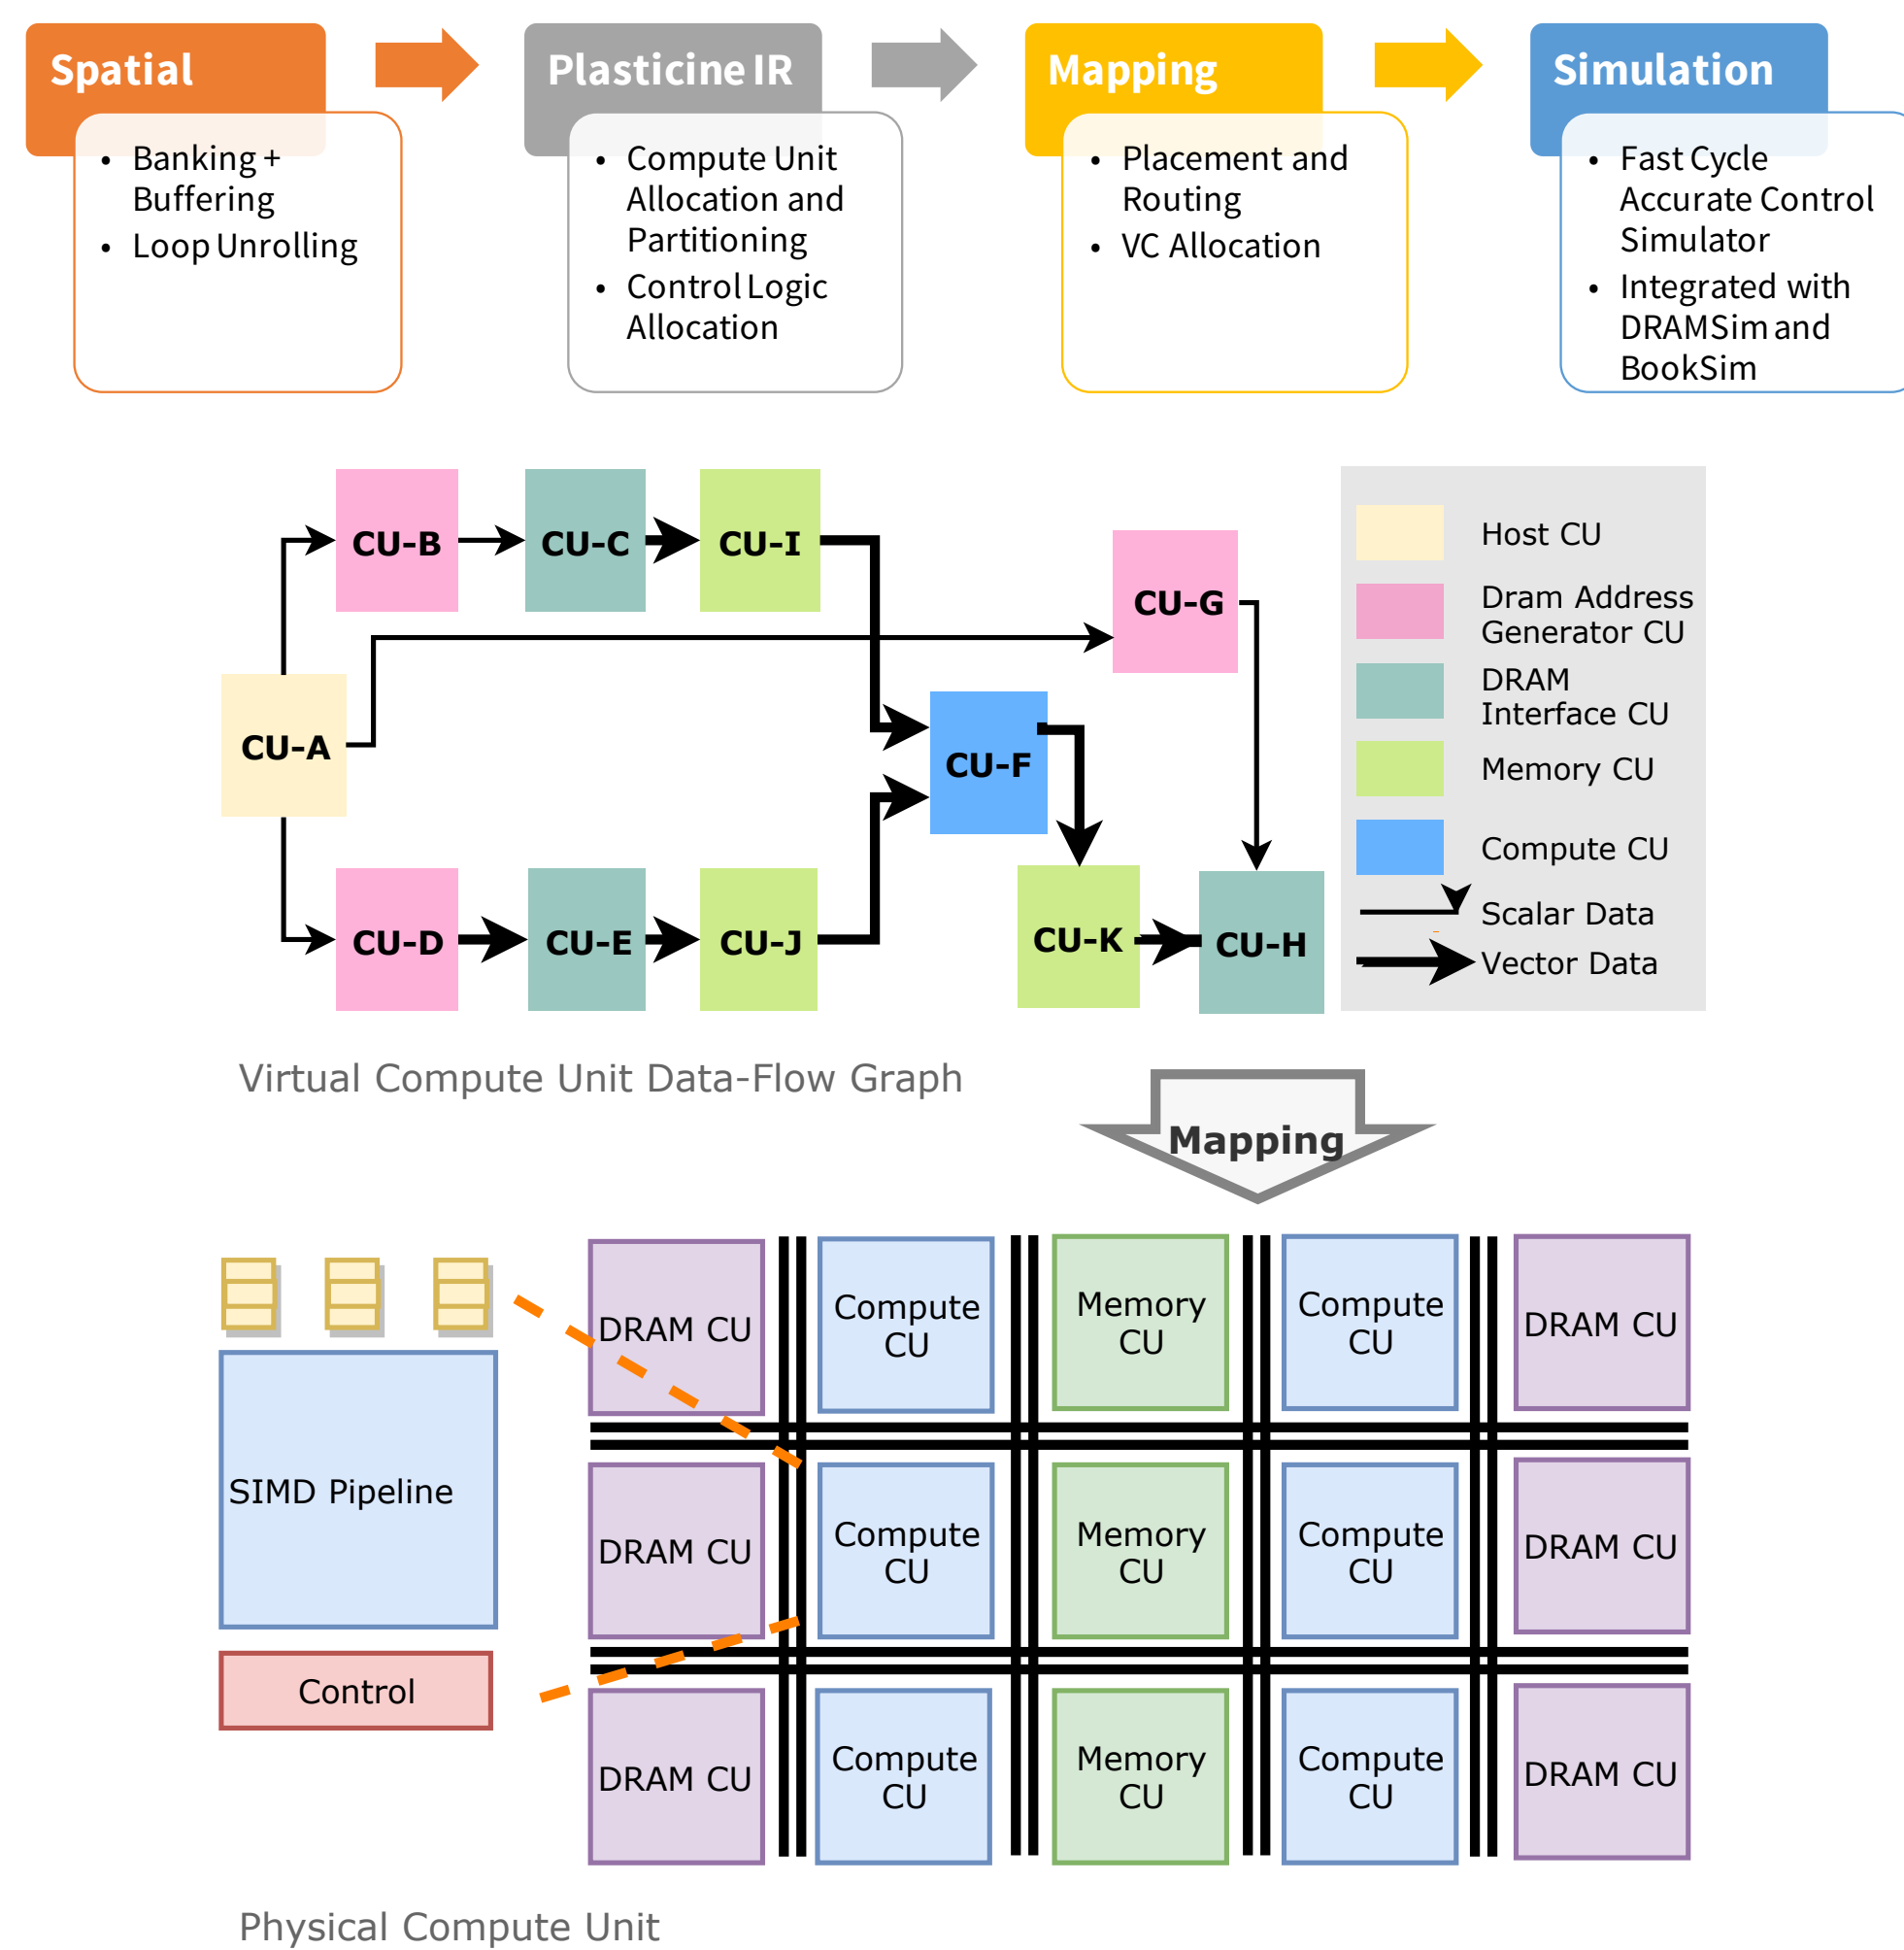 Spatial
• Banking +
Buffering
• Loop Unrolling
Plasticine IR
• Compute Unit
Allocation and
Partitioning
• Control Logic
Allocation
Mapping
• Placement and
Routing
• VC Allocation
Simulation
• Fast Cycle
Accurate Control
Simulator
• Integrated with
DRAMSim and
BookSim
CU-B
CU-C
CU-I
CU-G
CU-A
CU-F
CU-D
CU-E
CU-J
CU-K
CU-H
Host CU
Dram Address
Generator CU
DRAM
Interface CU
Memory CU
Compute CU
Scalar Data
Vector Data
Virtual Compute Unit Data-Flow Graph
Mapping
SIMD Pipeline
Control
DRAM CU
Compute
CU
Memory
CU
Compute
CU
DRAM CU
DRAM CU
Compute
CU
Memory
CU
Compute
CU
DRAM CU
DRAM CU
Compute
CU
Memory
CU
Compute
CU
DRAM CU
Physical Compute Unit